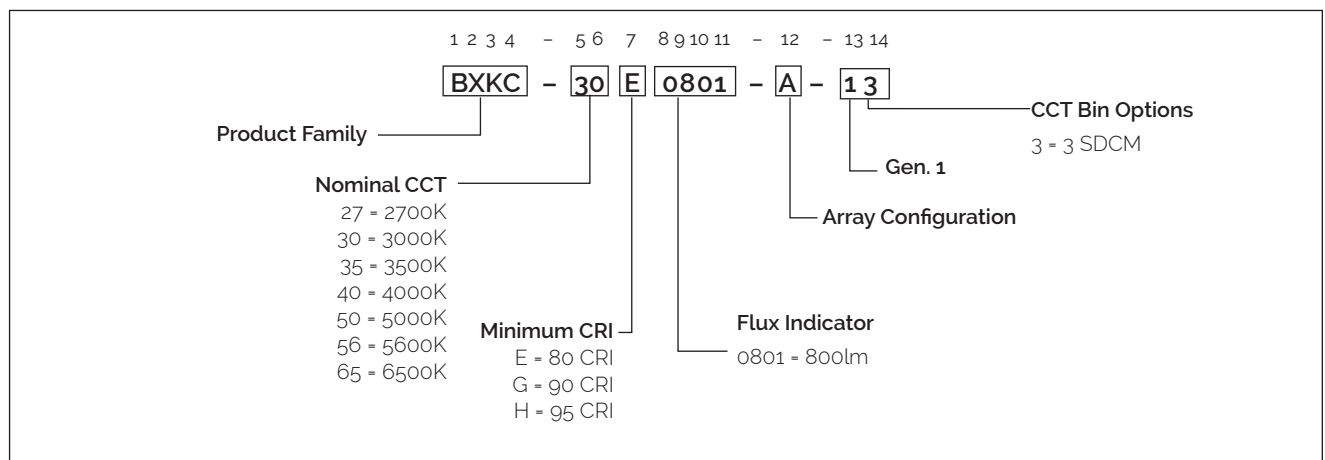 1 2 3 4 - 5 6 7 8 9 10 11 - 12 - 13 14
BXKC - 30 E 0801 - A - 1 3
Product Family
CCT Bin Options
3 = 3 SDCM
Gen. 1
Nominal CCT
27 = 2700K
30 = 3000K
35 = 3500K
40 = 4000K
50 = 5000K
56 = 5600K
65 = 6500K
Array Configuration
Minimum CRI
E = 80 CRI
G = 90 CRI
H = 95 CRI
Flux Indicator
0801 = 800lm